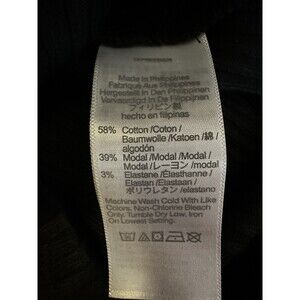 Made in Philippines
Fabriqué Aux Philippines
Hergestellt In Den Philippinen
Vervaardigd In De Filippijnen
フィリピン製
hecho en filipinas
58% Cotton /Coton /
Baumwolle /Katoen /綿 /
algodón
39% Modal /Modal /Modal /
Modal /レーヨン /modal
3% Elastane /Élasthanne /
Elastan /Elastaan /
ポリウレタン /elastano
Machine Wash Cold With Like
Colors. Non-Chlorine Bleach
Only. Tumble Dry Low. Iron
On Lowest Setting.